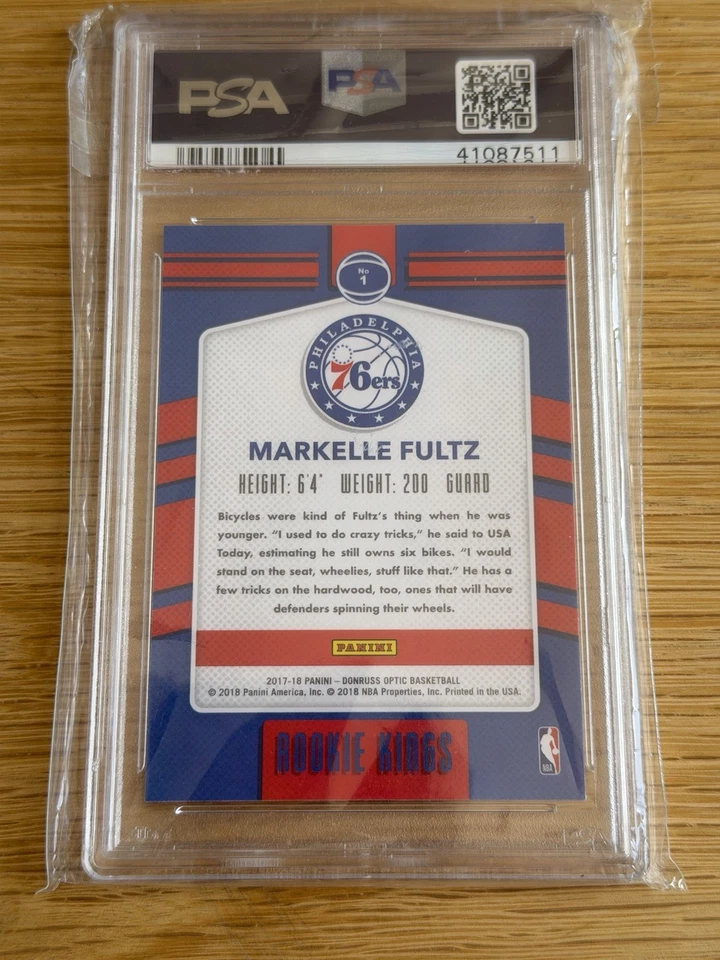 PSA PSA
41087511
No
1
PHILADELPHIA
76ers
MARKELLE FULTZ
HEIGHT: 6'4" WEIGHT: 200 GUARD
Bicycles were kind of Fultz's thing when he was
younger. "I used to do crazy tricks," he said to USA
Today, estimating he still owns six bikes. "I would
stand on the seat, wheelies, stuff like that." He has a
few tricks on the hardwood, too, ones that will have
defenders spinning their wheels.
PANINI
2017-18 PANINI – DONRUSS OPTIC BASKETBALL
© 2018 Panini America, Inc. © 2018 NBA Properties, Inc. Printed in the USA.
ROOKIE KINGS
NBA